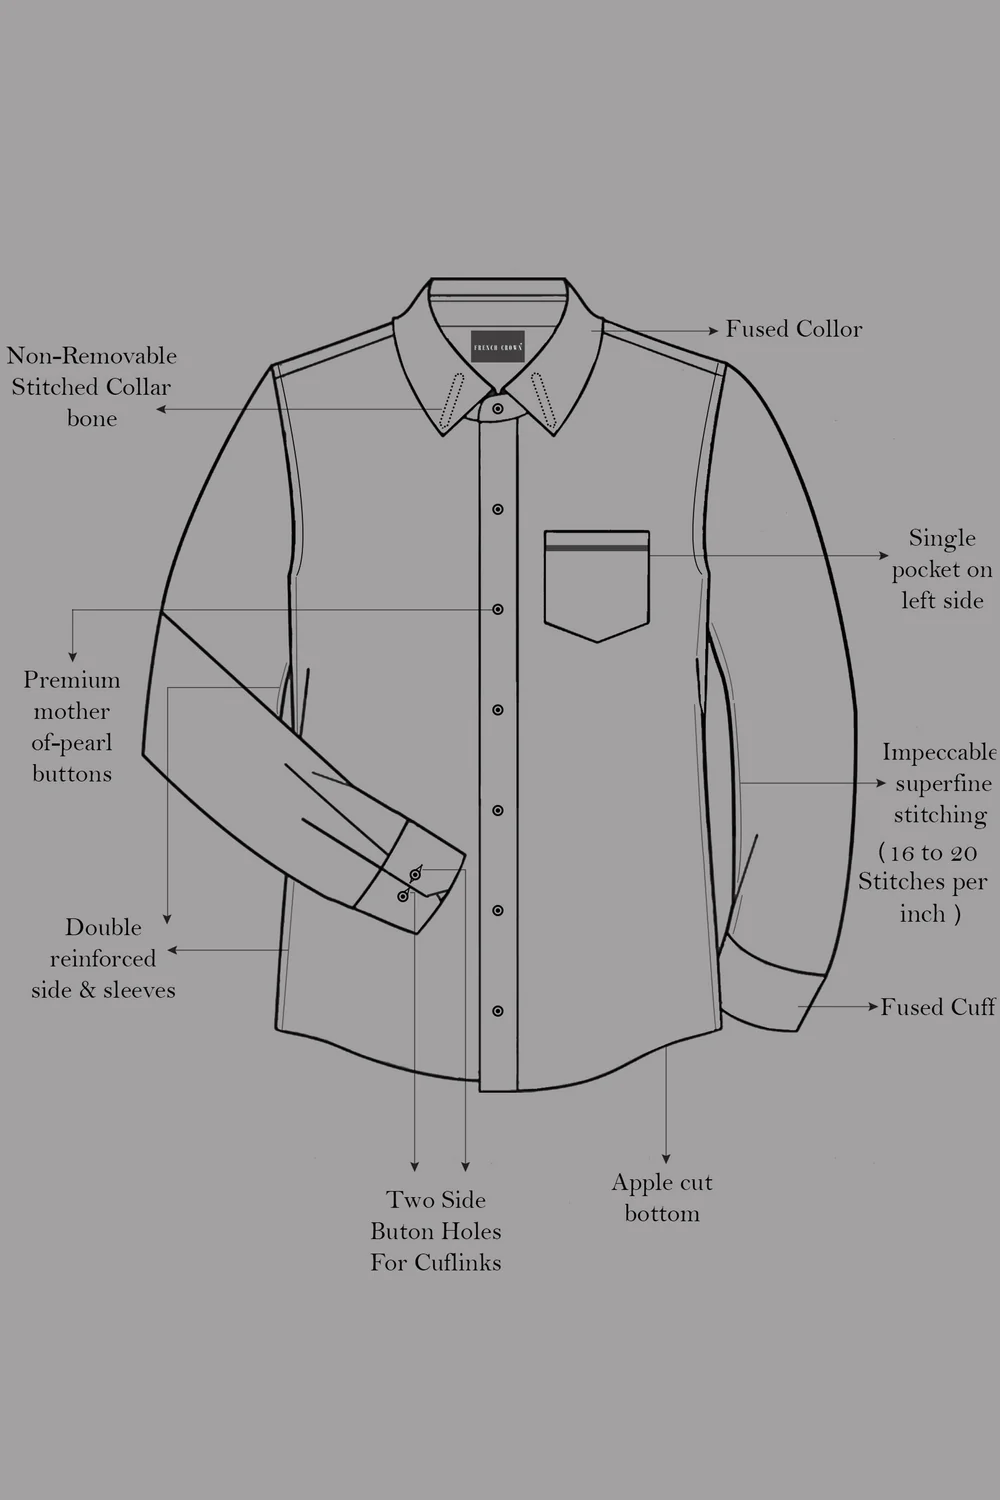 FRENCH CROWN
Fused Collor
Non-Removable
Stitched Collar
bone
Single
pocket on
left side
Premium
mother
of-pearl
buttons
Impeccable
superfine
stitching
(16 to 20
Stitches per
inch )
Double
reinforced
side & sleeves
Fused Cuff
Two Side
Buton Holes
For Cuflinks
Apple cut
bottom